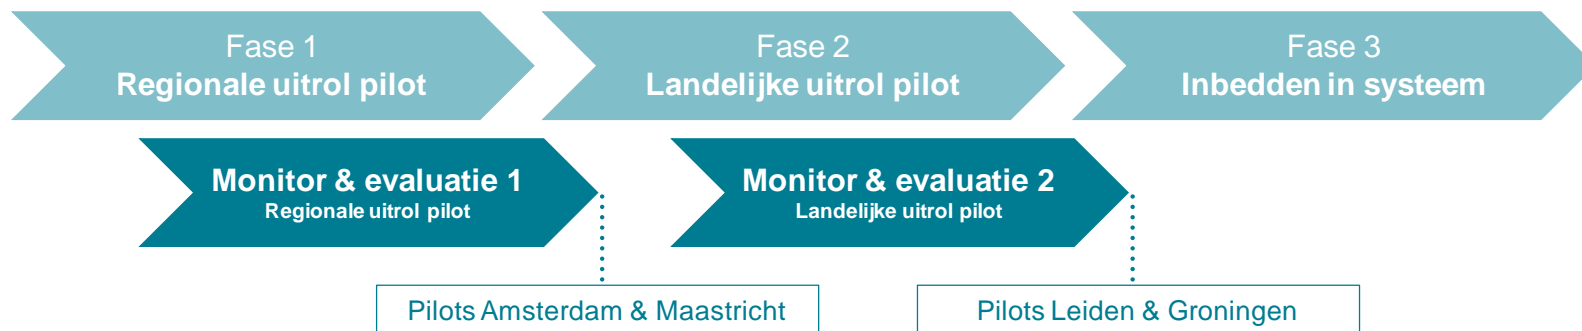 Fase 1
Regionale uitrol pilot
Fase 2
Landelijke uitrol pilot
Fase 3
Inbedden in systeem
Monitor & evaluatie 1
Regionale uitrol pilot
Monitor & evaluatie 2
Landelijke uitrol pilot
Pilots Amsterdam & Maastricht
Pilots Leiden & Groningen